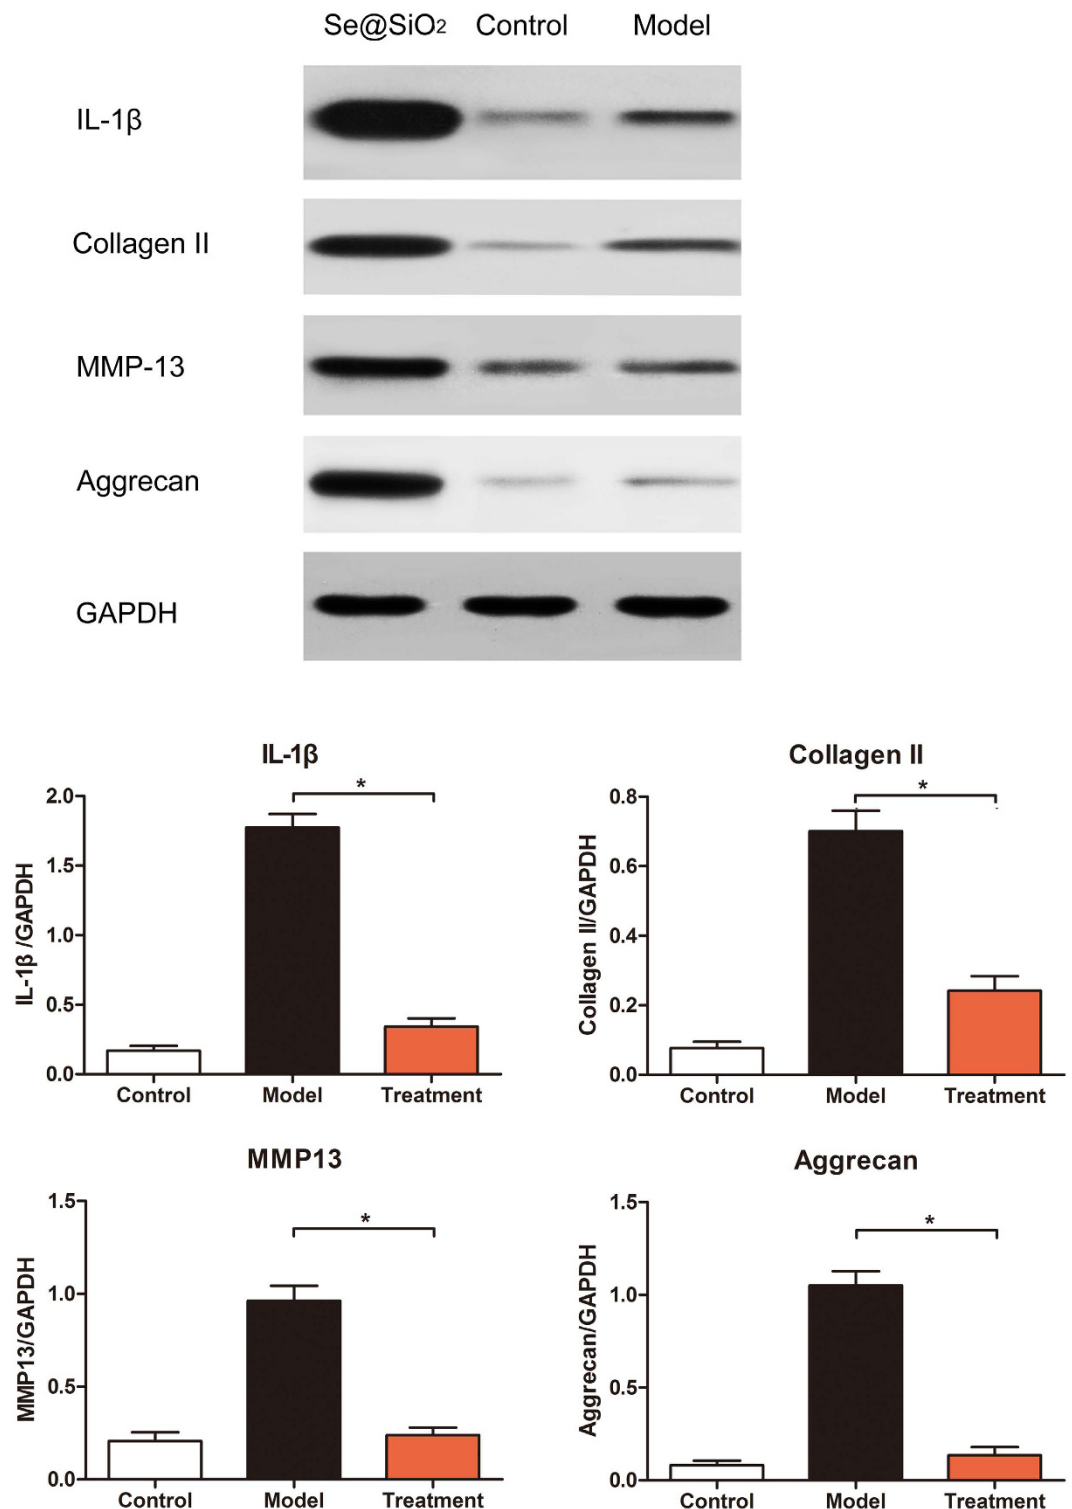 Se@SiO2 Control Model
IL-1β
Collagen II
MMP-13
Aggrecan
GAPDH
IL-1β
*
2.0
1.5
1.0
0.5
0.0
IL-1β /GAPDH
Control Model Treatment
Collagen II
*
0.8
0.6
0.4
0.2
0.0
Collagen II/GAPDH
Control Model Treatment
MMP13
*
1.5
1.0
0.5
0.0
MMP13/GAPDH
Control Model Treatment
Aggrecan
*
1.5
1.0
0.5
0.0
Aggrecan/GAPDH
Control Model Treatment